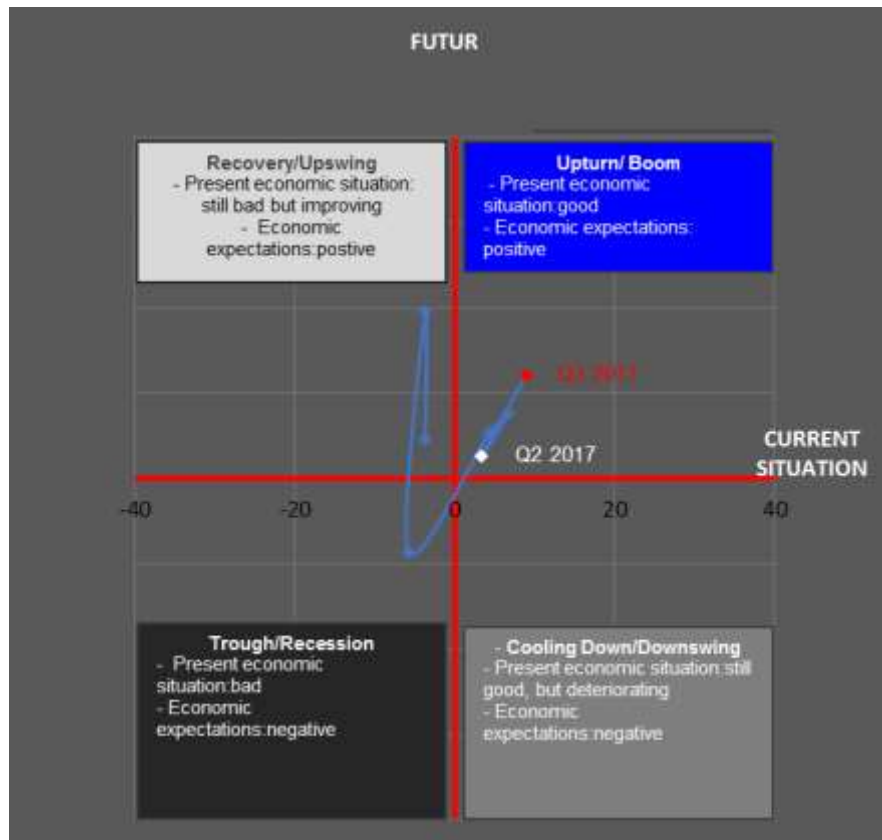 FUTUR
Recovery/Upswing
- Present economic situation:
still bad but improving
- Economic
expectations:postive
Upturn/ Boom
- Present economic
situation:good
- Economic expectations:
positive
2017
Q2 2017
CURRENT
SITUATION
-40
-20
0
20
40
Trough/Recession
- Present economic
situation:bad
- Economic
expectations:negative
- Cooling Down/Downswing
- Present economic situation:still
good, but deteriorating
- Economic
expectations:negative